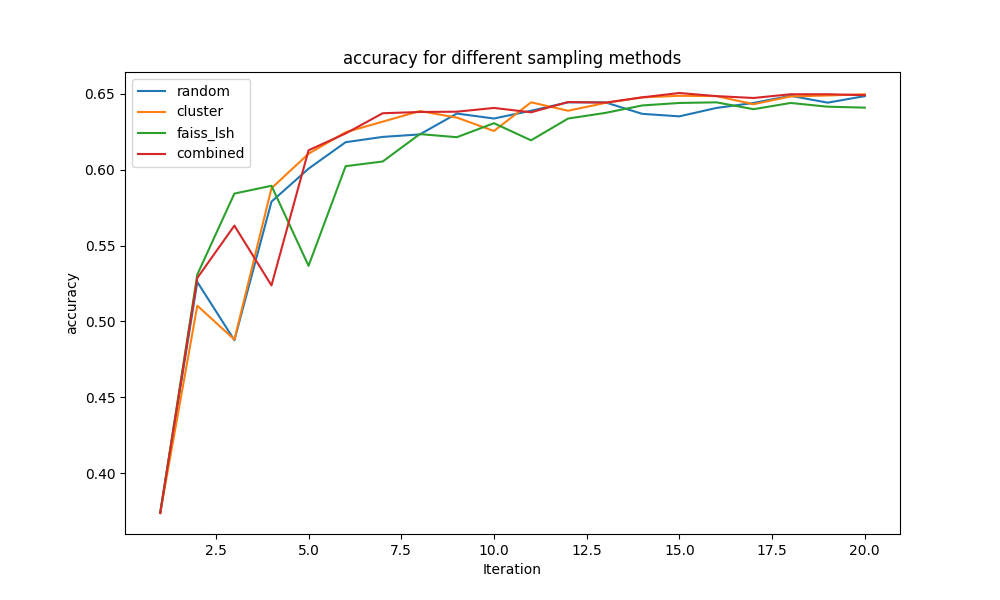 accuracy for different sampling methods
random
cluster
faiss_lsh
combined
accuracy
0.65
0.60
0.55
0.50
0.45
0.40
2.5 5.0 7.5 10.0 12.5 15.0 17.5 20.0
Iteration